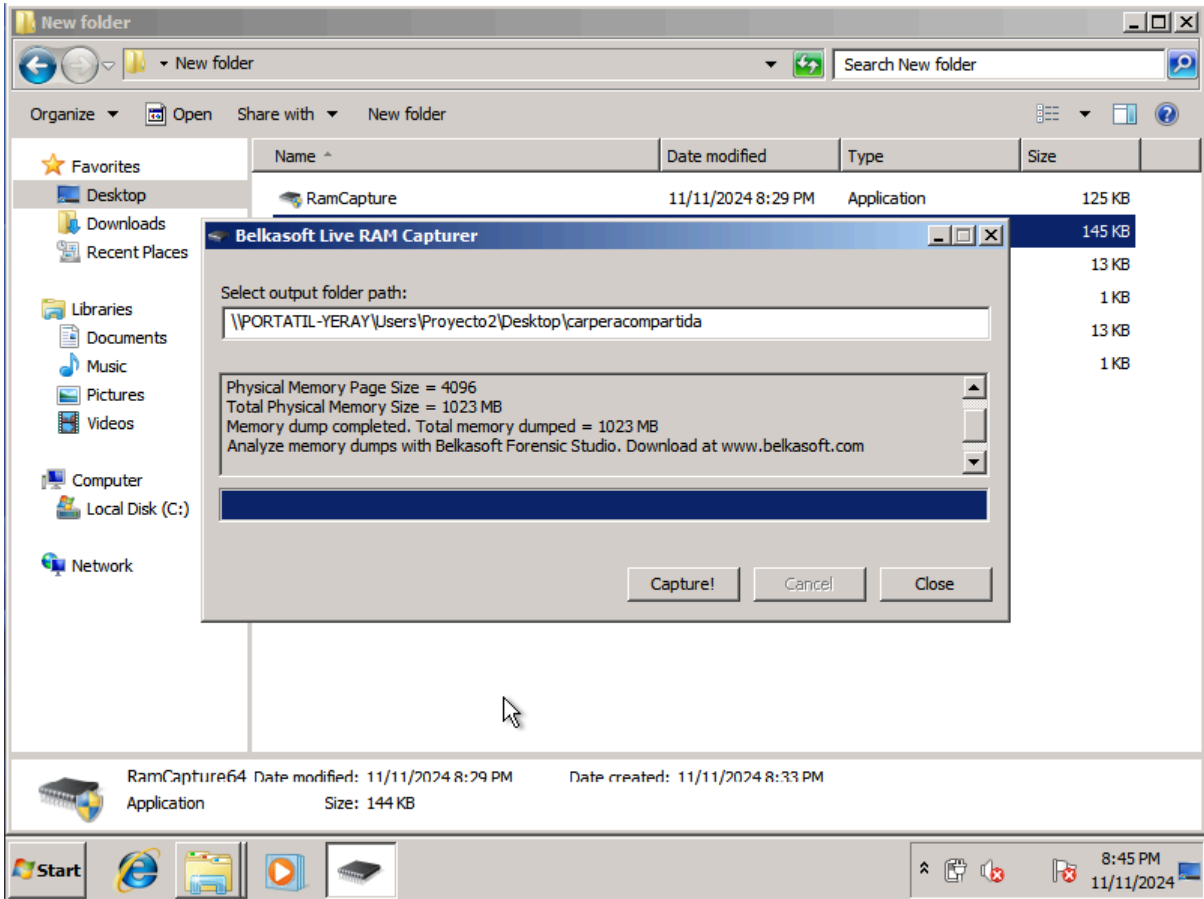 New folder
New folder
Search New folder
Organize Open Share with New folder
Name Date modified Type Size
Favorites
Desktop
Downloads
Recent Places
Libraries
Documents
Music
Pictures
Videos
Computer
Local Disk (C:)
Network
RamCapture 11/11/2024 8:29 PM Application 125 KB
145 KB
13 KB
1 KB
13 KB
1 KB
Belkasoft Live RAM Capturer
Select output folder path:
\\PORTATIL-YERAY\Users\Proyecto2\Desktop\carperacompartida
Physical Memory Page Size = 4096
Total Physical Memory Size = 1023 MB
Memory dump completed. Total memory dumped = 1023 MB
Analyze memory dumps with Belkasoft Forensic Studio. Download at www.belkasoft.com
Capture! Cancel Close
RamCapture64 Date modified: 11/11/2024 8:29 PM Date created: 11/11/2024 8:33 PM
Application Size: 144 KB
Start
8:45 PM
11/11/2024